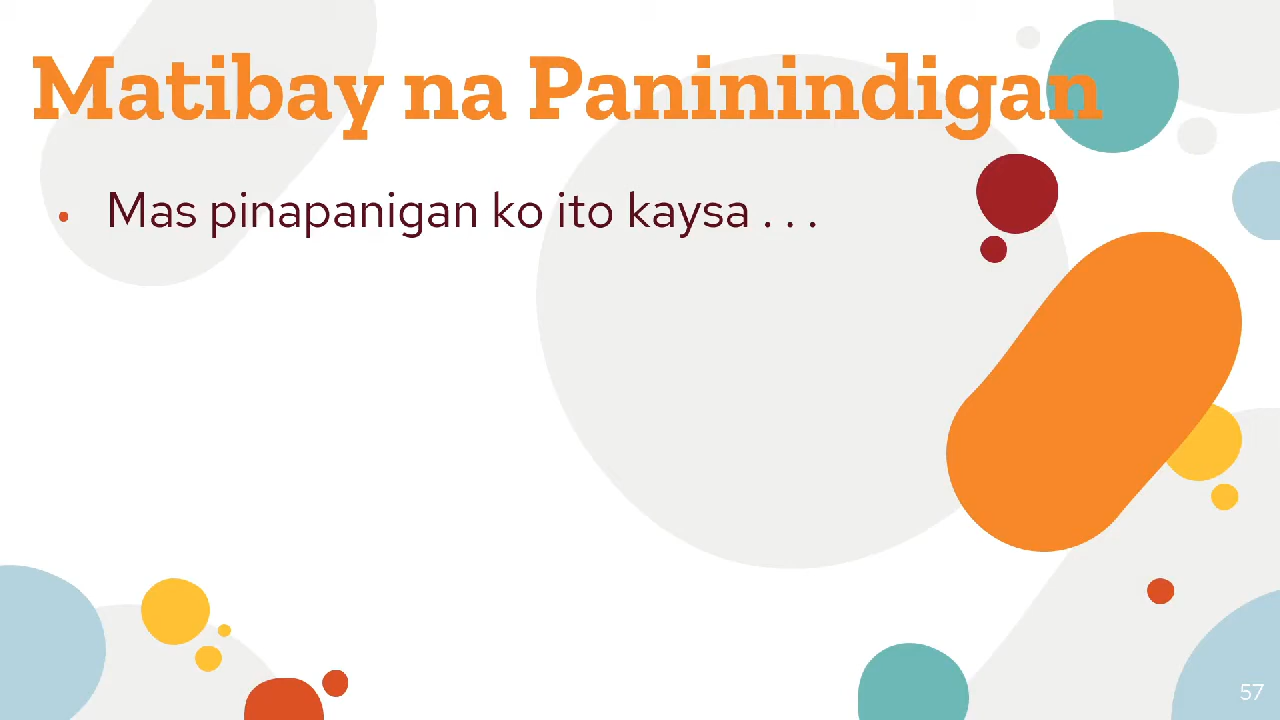 Matibay na Paninindigan
• Mas pinapanigan ko ito kaysa . . .
57